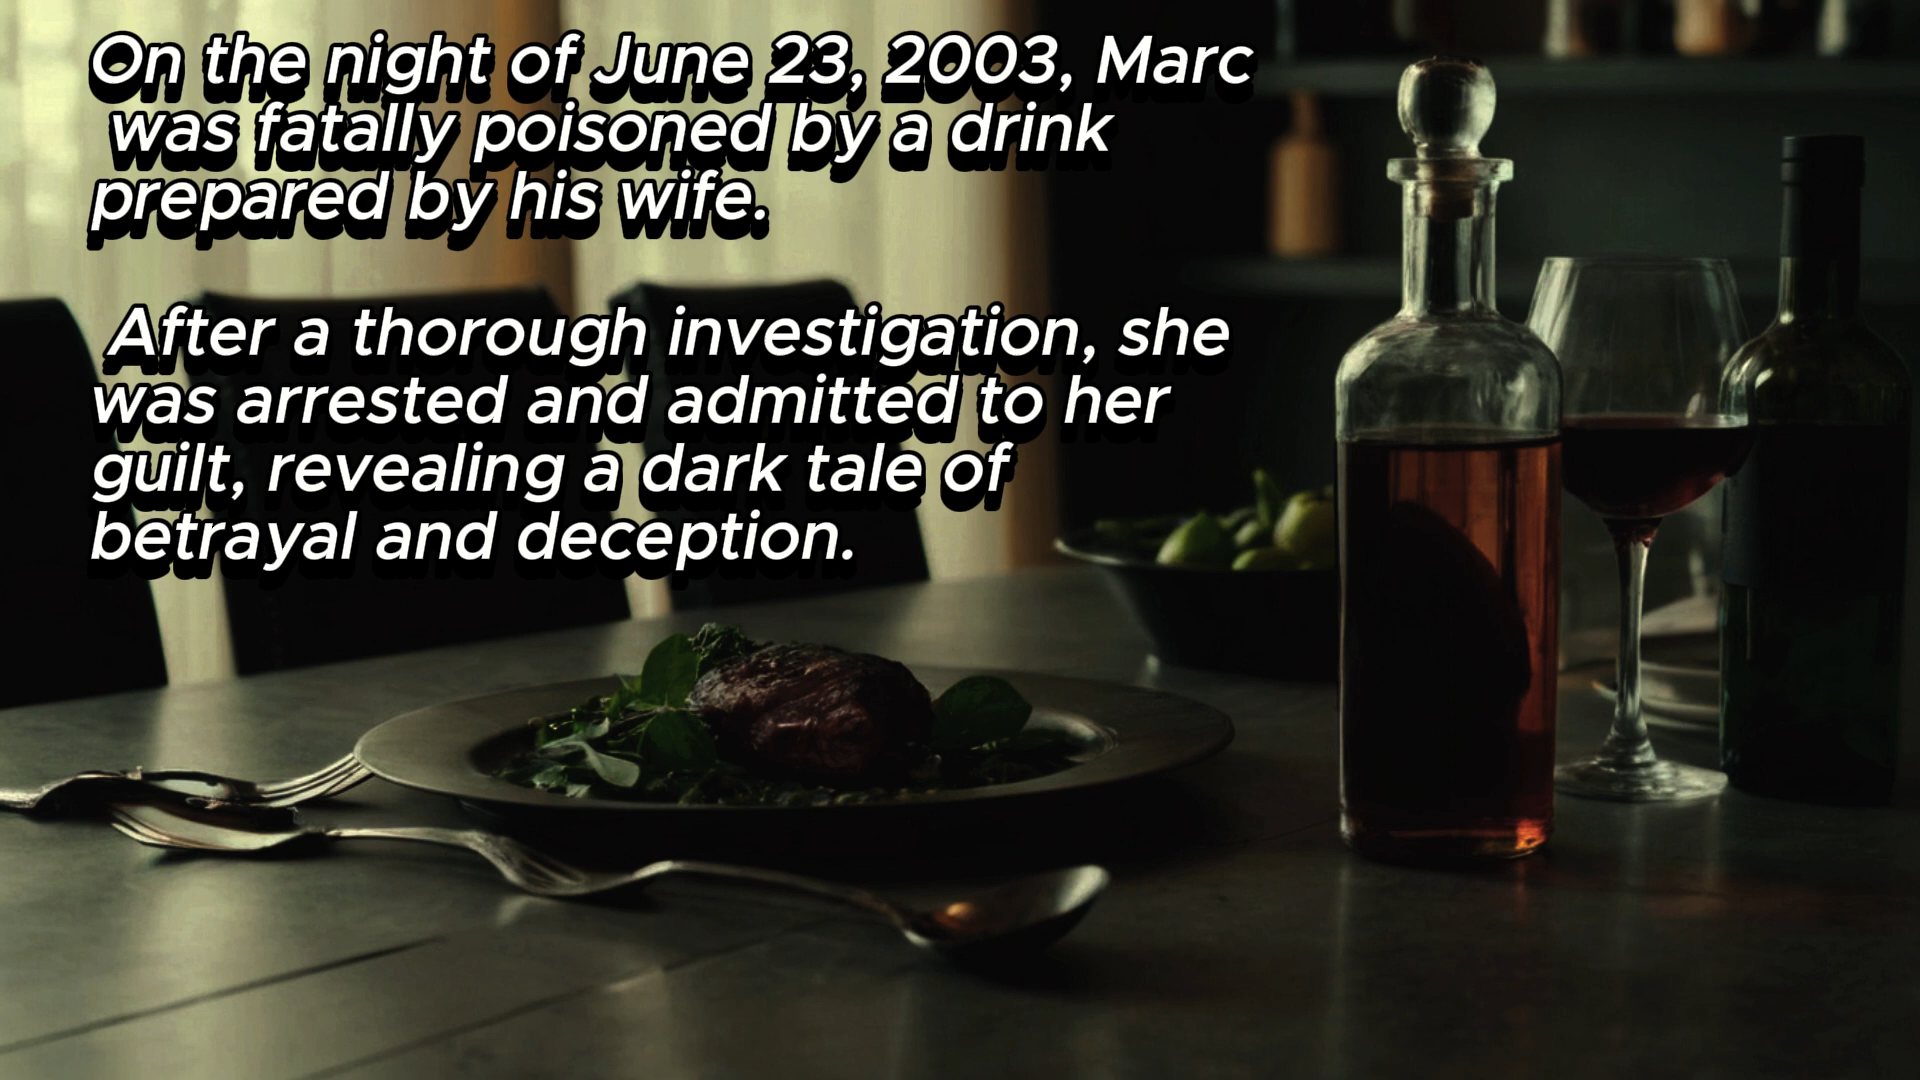 On the night of June 23, 2003, Marc
was fatally poisoned by a drink
prepared by his wife.
After a thorough investigation, she
was arrested and admitted to her
guilt, revealing a dark tale of
betrayal and deception.